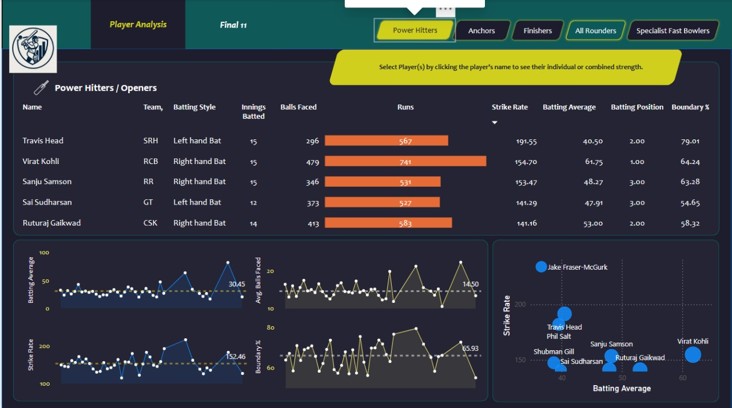 Player Analysis
Final 11
Power Hitters
Anchors
Finishers
All Rounders
Specialist Fast Bowlers
Select Player(s) by clicking the player's name to see their individual or combined strength.
Power Hitters / Openers
Name Team, Batting Style Innings Batted Balls Faced Runs Strike Rate Batting Average Batting Position Boundary %
Travis Head SRH Left hand Bat 15 296 567 191.55 40.50 2.00 79.01
Virat Kohli RCB Right hand Bat 15 479 741 154.70 61.75 1.00 64.24
Sanju Samson RR Right hand Bat 15 346 531 153.47 48.27 3.00 63.28
Sai Sudharsan GT Left hand Bat 12 373 527 141.29 47.91 3.00 54.65
Ruturaj Gaikwad CSK Right hand Bat 14 413 583 141.16 53.00 2.00 58.32
Batting Average
100
50
0
30.45
Avg. Balls Faced
20
10
14.50
Strike Rate
200
100
152.46
Boundary %
80
60
65.93
Strike Rate
200
150
Jake Fraser-McGurk
Travis Head
Phil Salt
Sanju Samson
Virat Kohli
Shubman Gill
Sai Sudharsan
Ruturaj Gaikwad
40 50 60
Batting Average